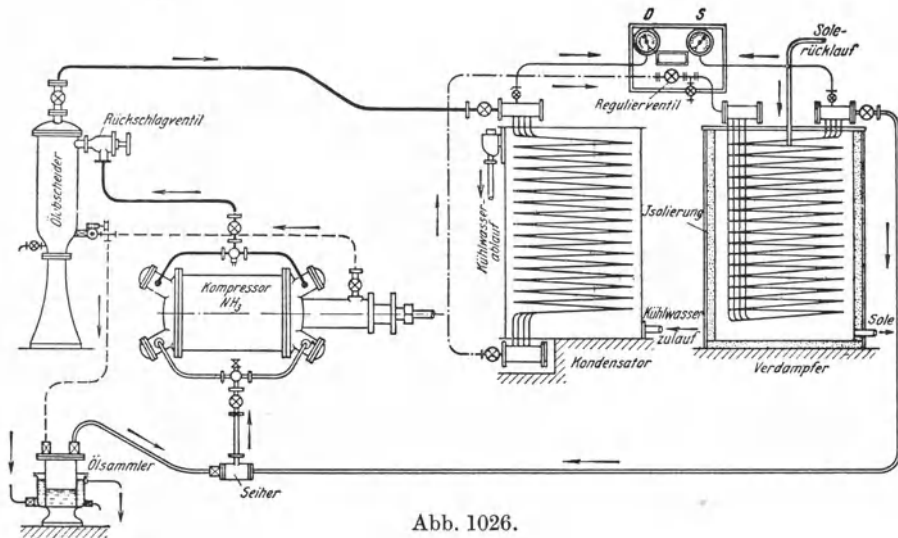 D S
Sole-
rücklauf
Regulierventil
Rückschlagventil
Ölabscheider
Kühlwasser-
ablauf
Isolierung
Kompressor
NH3
Kühlwasser
zulauf
Sole
Kondensator
Verdampfer
Ölsammler
Seiher
Abb. 1026.